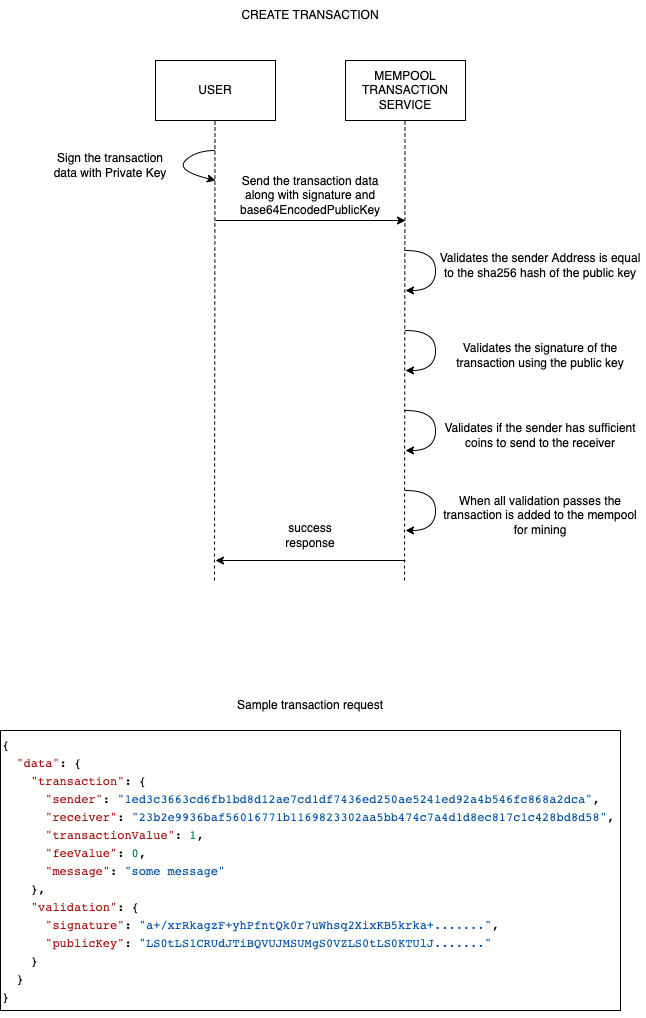 CREATE TRANSACTION
USER
MEMPOOL
TRANSACTION
SERVICE
Sign the transaction
data with Private Key
Send the transaction data
along with signature and
base64EncodedPublicKey
Validates the sender Address is equal
to the sha256 hash of the public key
Validates the signature of the
transaction using the public key
Validates if the sender has sufficient
coins to send to the receiver
When all validation passes the
transaction is added to the mempool
for mining
success
response
Sample transaction request
{
"data": {
"transaction": {
"sender": "1ed3c3663cd6fb1bd8d12ae7cd1df7436ed250ae5241ed92a4b546fc868a2dca",
"receiver": "23b2e9936baf56016771b1169823302aa5bb474c7a4d1d8ec817c1c428bd8d58",
"transactionValue": 1,
"feeValue": 0,
"message": "some message"
},
"validation": {
"signature": "a+/xrRkagzF+yhPfntQk0r7uWhsq2XixKB5krka+.......",
"publicKey": "LS0tLS1CRUdJTiBQVUJMSUMgS0VZLS0tLS0KTUlJ......."
}
}
}